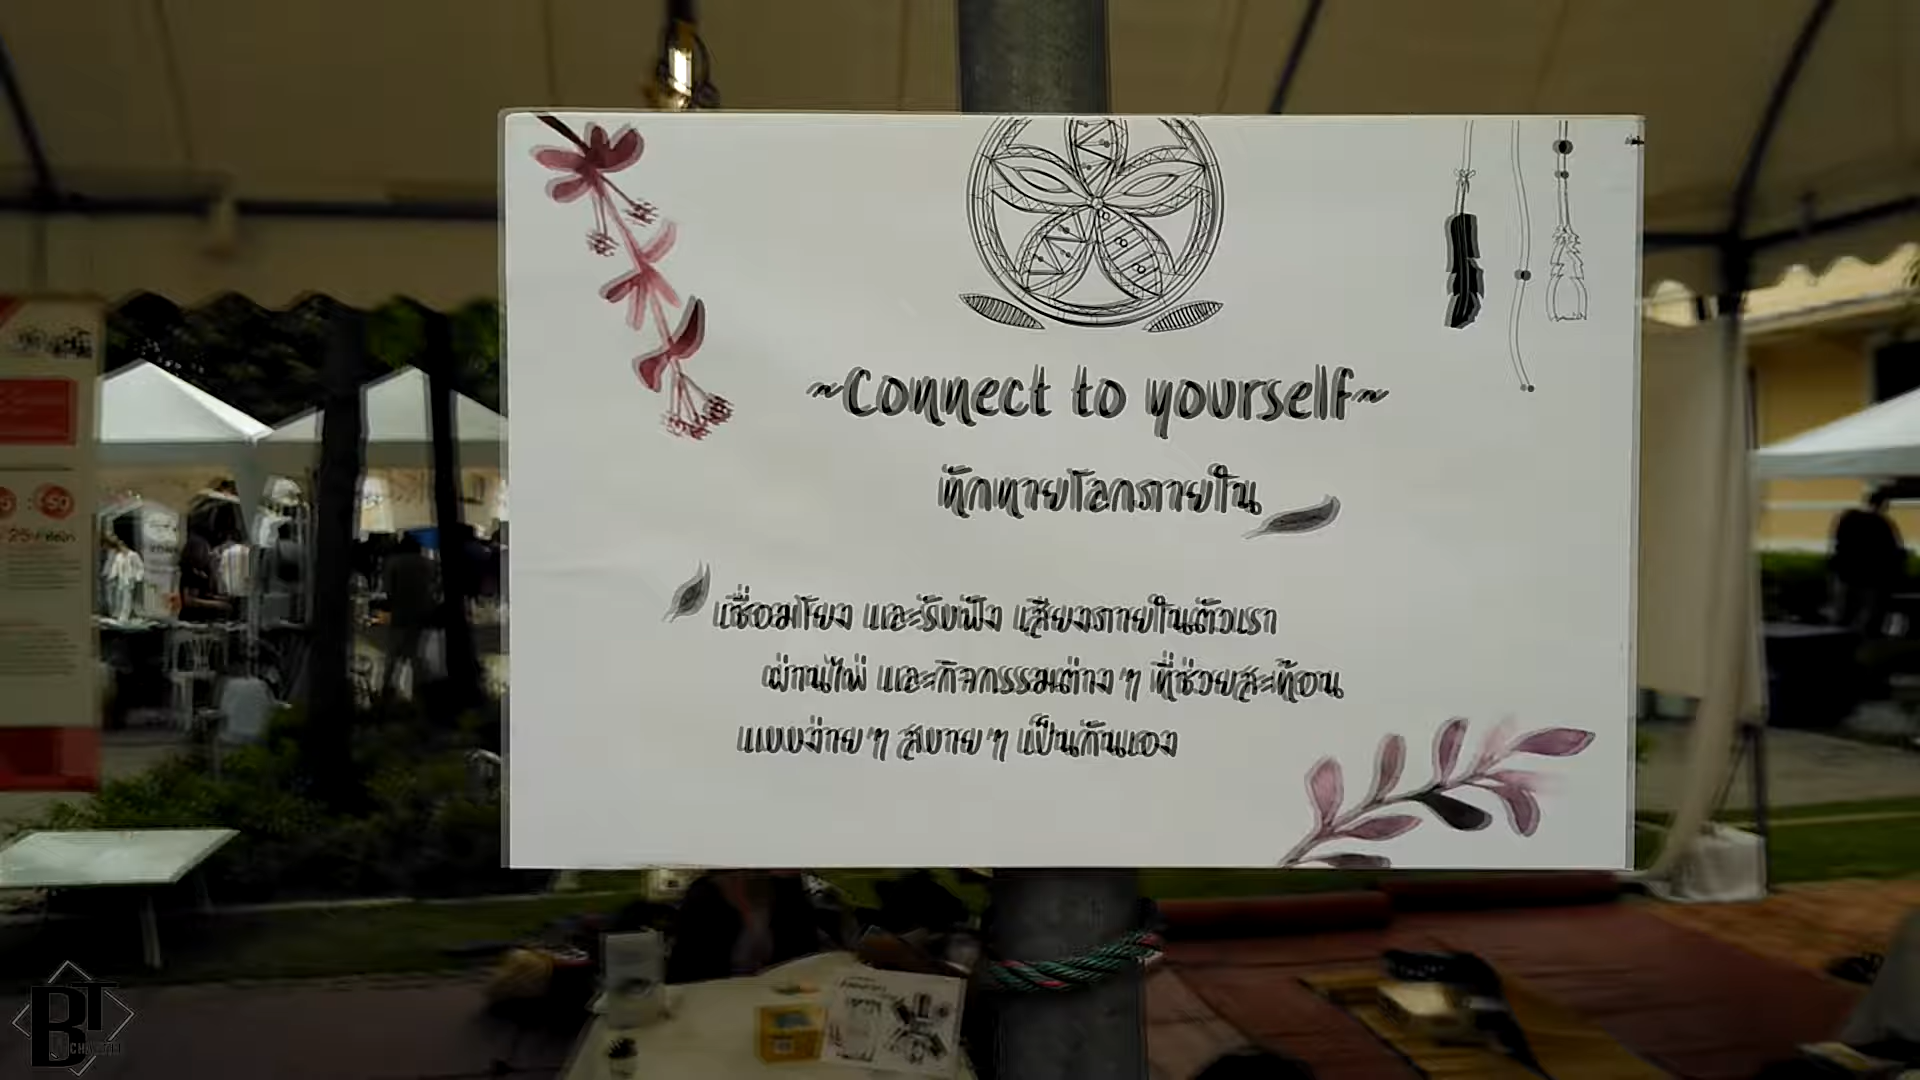 ~Connect to yourself~
ทักทายโลกภายใน
เชื่อมโยง และรับฟัง เสียงภายในตัวเรา
ผ่านไพ่ และกิจกรรมต่าง ๆ ที่ช่วยสะท้อน
แบบง่าย ๆ สบาย ๆ เป็นกันเอง
BT